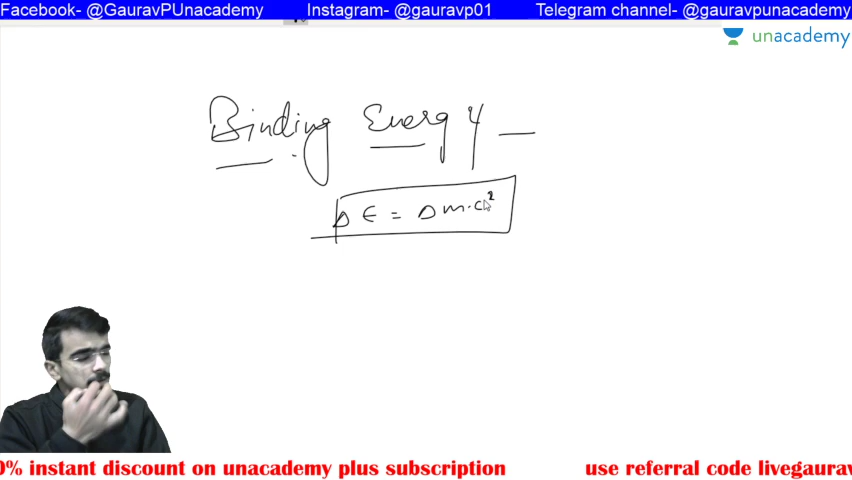 Facebook- @GauravPUnacademy Instagram- @gauravp01 Telegram channel- @gauravpunacademy
unacademy
Binding Energy —
ΔE = Δm.c²
0% instant discount on unacademy plus subscription use referral code livegaurav